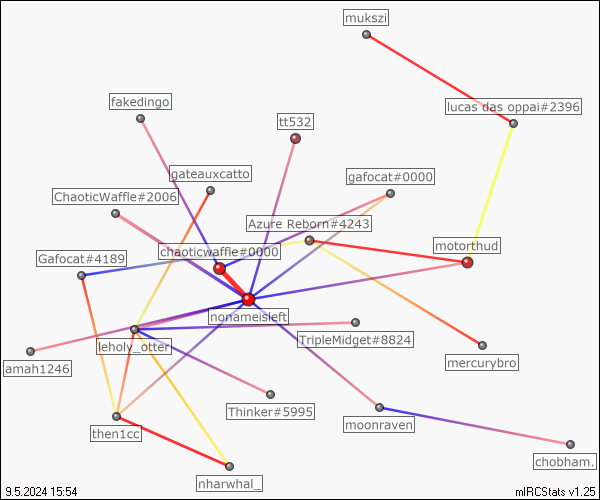 mukszi
fakedingo
lucas das oppai#2396
tt532
gateauxcatto
gafocat#0000
ChaoticWaffle#2006
Azure Reborn#4243
chaoticwaffle#0000
motorthud
Gafocat#4189
nonameisleft
TripleMidget#8824
leholy_otter
mercurybro
amah1246
Thinker#5995
moonraven
then1cc
chobham.
nharwhal_
9.5.2024 15:54
mIRCStats v1.25